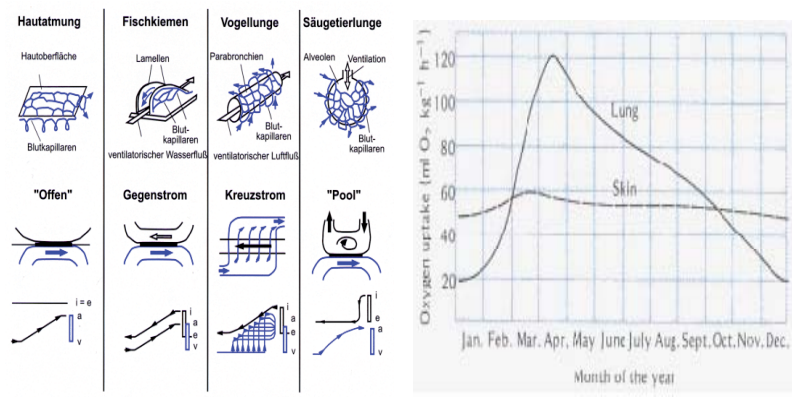 Hautatmung
Hautoberfläche
Blutkapillaren
"Offen"
i = e
a
v
Fischkiemen
Lamellen
Blut-
kapillaren
ventilatorischer Wasserfluß
Gegenstrom
i
a
e
v
Vogellunge
Parabronchien
Blut-
kapillaren
ventilatorischer Luftfluß
Kreuzstrom
i
a
e
v
Säugetierlunge
Alveolen
Ventilation
Blut-
kapillaren
"Pool"
i
e
a
v
Oxygen uptake (ml O₂ kg⁻¹ h⁻¹)
120
100
80
60
40
20
Lung
Skin
Jan. Feb. Mar. Apr. May June July Aug. Sept. Oct. Nov. Dec.
Month of the year